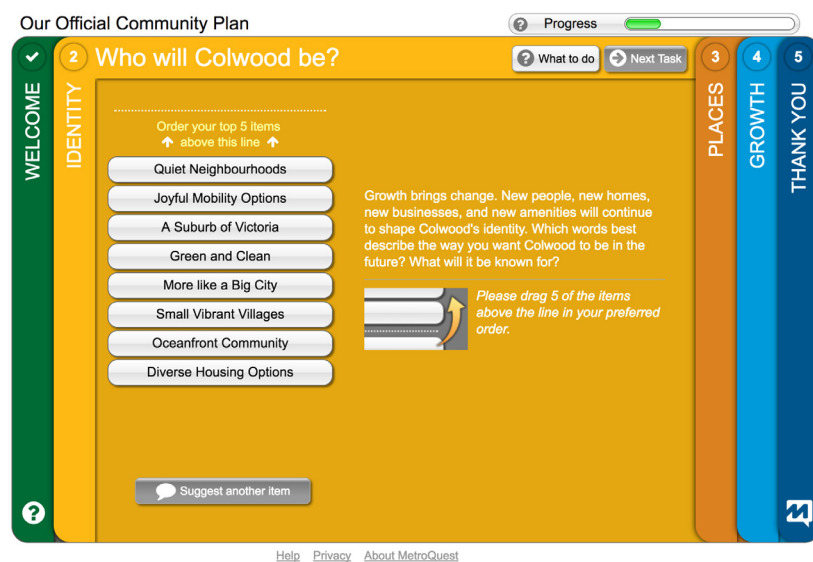 Our Official Community Plan
? Progress
WELCOME
2
IDENTITY
Who will Colwood be?
? What to do
Next Task
3
PLACES
4
GROWTH
5
THANK YOU
Order your top 5 items
above this line
Quiet Neighbourhoods
Joyful Mobility Options
A Suburb of Victoria
Green and Clean
More like a Big City
Small Vibrant Villages
Oceanfront Community
Diverse Housing Options
Growth brings change. New people, new homes,
new businesses, and new amenities will continue
to shape Colwood's identity. Which words best
describe the way you want Colwood to be in the
future? What will it be known for?
Please drag 5 of the items
above the line in your preferred
order.
Suggest another item
?
Help Privacy About MetroQuest